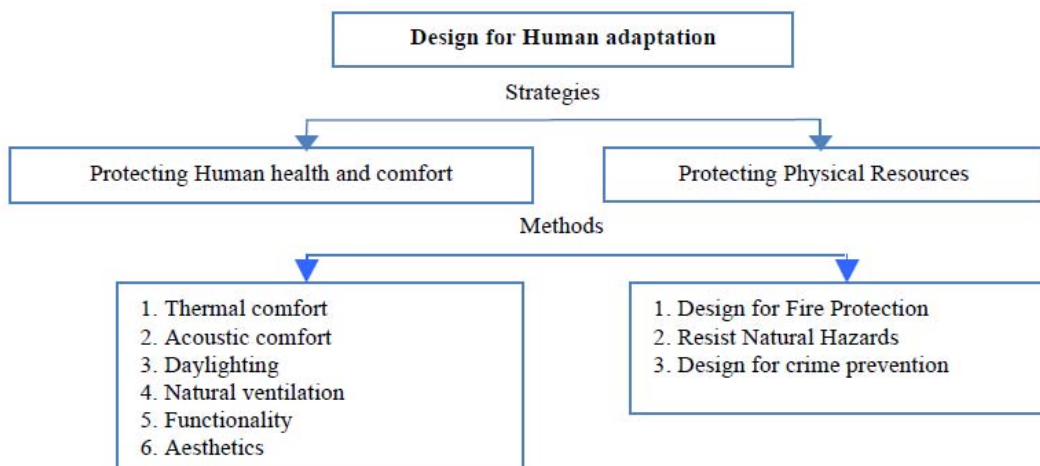 Design for Human adaptation
Strategies
Protecting Human health and comfort
Protecting Physical Resources
Methods
1. Thermal comfort
2. Acoustic comfort
3. Daylighting
4. Natural ventilation
5. Functionality
6. Aesthetics
1. Design for Fire Protection
2. Resist Natural Hazards
3. Design for crime prevention